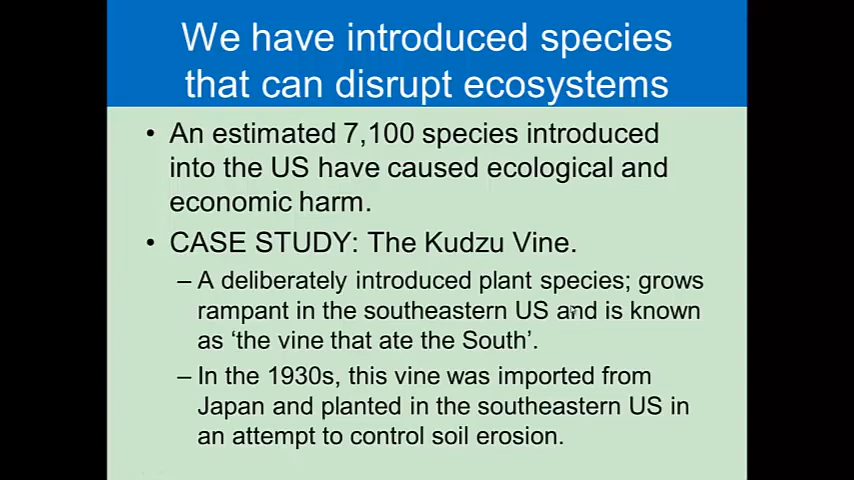 We have introduced species
that can disrupt ecosystems
• An estimated 7,100 species introduced
into the US have caused ecological and
economic harm.
• CASE STUDY: The Kudzu Vine.
– A deliberately introduced plant species; grows
rampant in the southeastern US and is known
as ‘the vine that ate the South’.
– In the 1930s, this vine was imported from
Japan and planted in the southeastern US in
an attempt to control soil erosion.